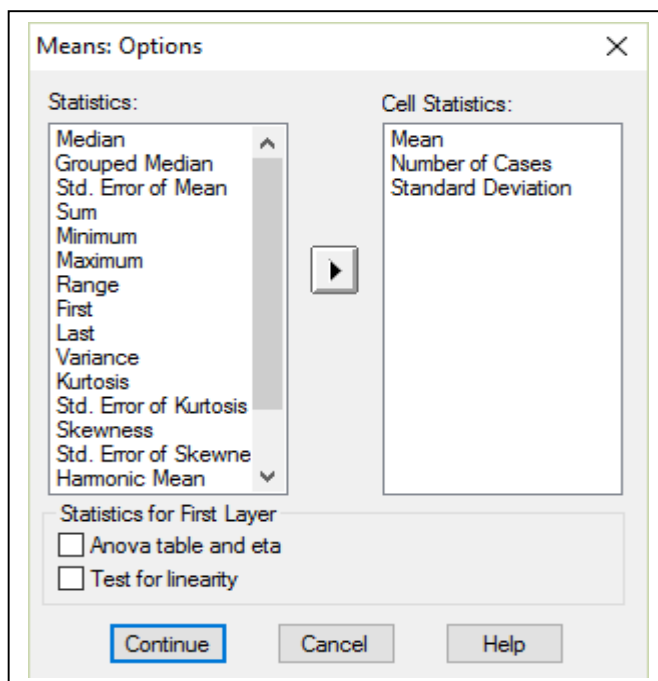 Means: Options
Statistics:
Median
Grouped Median
Std. Error of Mean
Sum
Minimum
Maximum
Range
First
Last
Variance
Kurtosis
Std. Error of Kurtosis
Skewness
Std. Error of Skewne
Harmonic Mean
Cell Statistics:
Mean
Number of Cases
Standard Deviation
Statistics for First Layer
Anova table and eta
Test for linearity
Continue Cancel Help